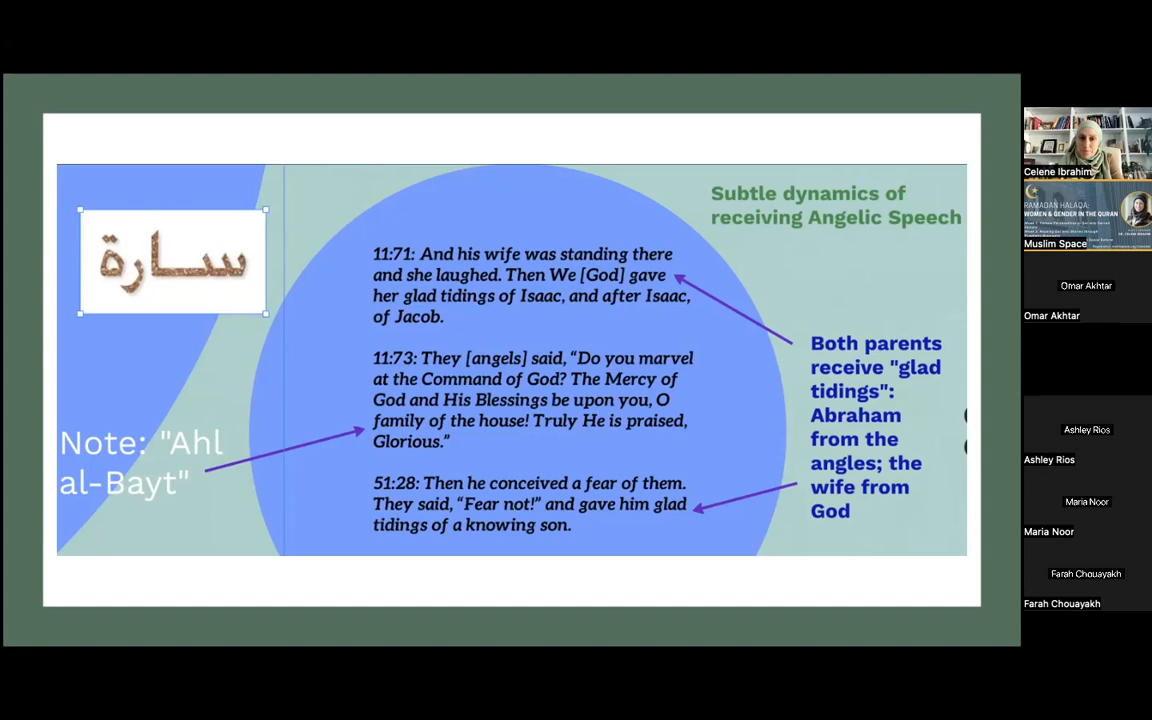 Subtle dynamics of
receiving Angelic Speech
سارة
11:71: And his wife was standing there
and she laughed. Then We [God] gave
her glad tidings of Isaac, and after Isaac,
of Jacob.
11:73: They [angels] said, “Do you marvel
at the Command of God? The Mercy of
God and His Blessings be upon you, O
family of the house! Truly He is praised,
Glorious.”
51:28: Then he conceived a fear of them.
They said, “Fear not!” and gave him glad
tidings of a knowing son.
Note: "Ahl
al-Bayt"
Both parents
receive "glad
tidings":
Abraham
from the
angles; the
wife from
God
Celene Ibrahim
RAMADAN HALAQA:
WOMEN & GENDER IN THE QURAN
Muslim Space
Omar Akhtar
Omar Akhtar
Ashley Rios
Ashley Rios
Maria Noor
Maria Noor
Farah Chouayakh
Farah Chouayakh